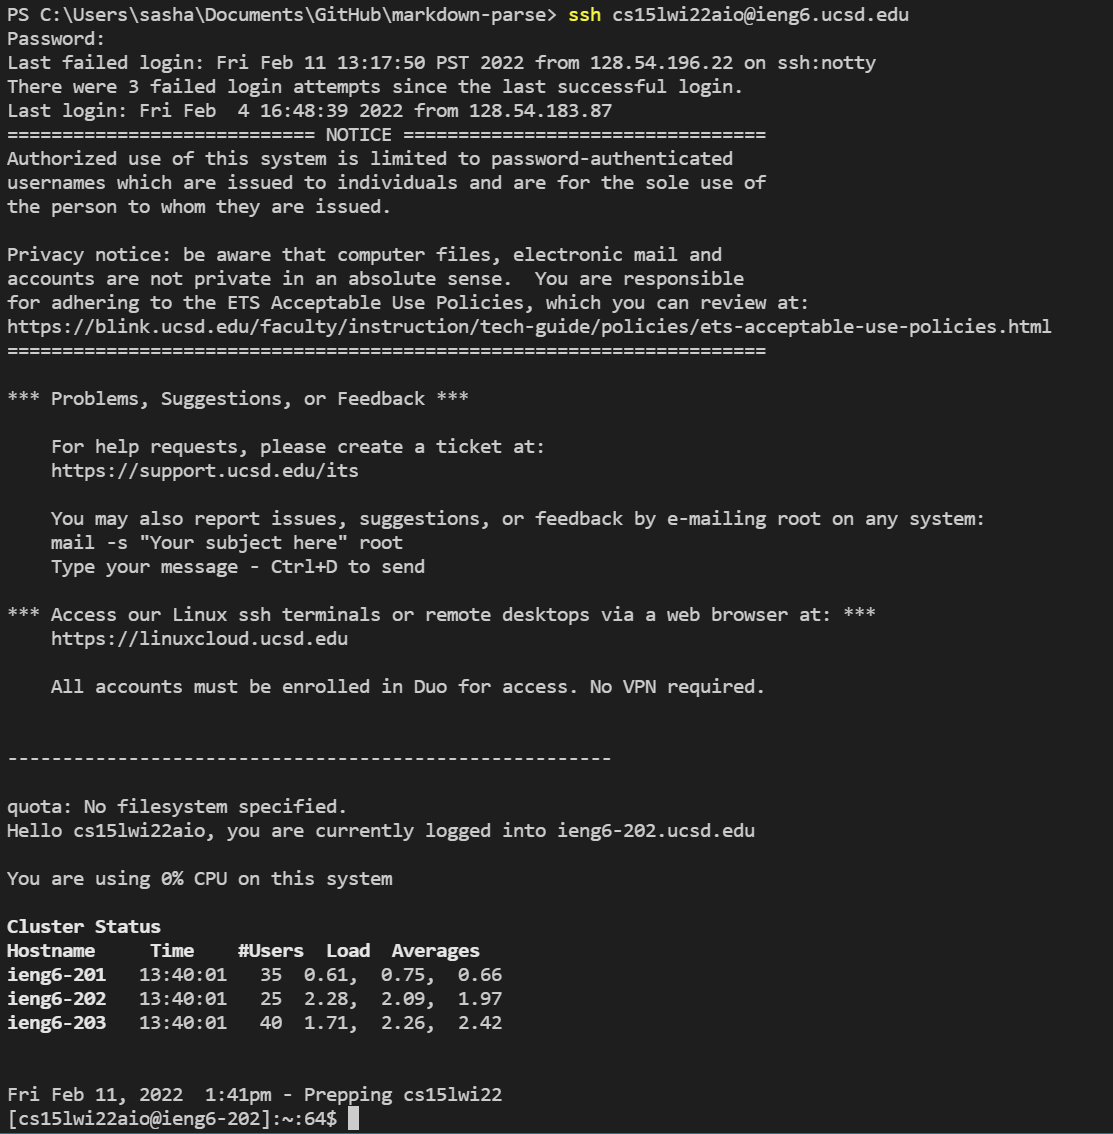 PS C:\Users\sasha\Documents\GitHub\markdown-parse> ssh cs15lwi22aio@ieng6.ucsd.edu
Password:
Last failed login: Fri Feb 11 13:17:50 PST 2022 from 128.54.196.22 on ssh:notty
There were 3 failed login attempts since the last successful login.
Last login: Fri Feb  4 16:48:39 2022 from 128.54.183.87
============================ NOTICE =================================
Authorized use of this system is limited to password-authenticated
usernames which are issued to individuals and are for the sole use of
the person to whom they are issued.

Privacy notice: be aware that computer files, electronic mail and
accounts are not private in an absolute sense.  You are responsible
for adhering to the ETS Acceptable Use Policies, which you can review at:
https://blink.ucsd.edu/faculty/instruction/tech-guide/policies/ets-acceptable-use-policies.html
=====================================================================

*** Problems, Suggestions, or Feedback ***

    For help requests, please create a ticket at:
    https://support.ucsd.edu/its

    You may also report issues, suggestions, or feedback by e-mailing root on any system:
    mail -s "Your subject here" root
    Type your message - Ctrl+D to send

*** Access our Linux ssh terminals or remote desktops via a web browser at: ***
    https://linuxcloud.ucsd.edu

    All accounts must be enrolled in Duo for access. No VPN required.

-------------------------------------------------------

quota: No filesystem specified.
Hello cs15lwi22aio, you are currently logged into ieng6-202.ucsd.edu

You are using 0% CPU on this system

Cluster Status
Hostname     Time    #Users  Load  Averages
ieng6-201   13:40:01   35  0.61,  0.75,  0.66
ieng6-202   13:40:01   25  2.28,  2.09,  1.97
ieng6-203   13:40:01   40  1.71,  2.26,  2.42

Fri Feb 11, 2022  1:41pm - Prepping cs15lwi22
[cs15lwi22aio@ieng6-202]:~:64$